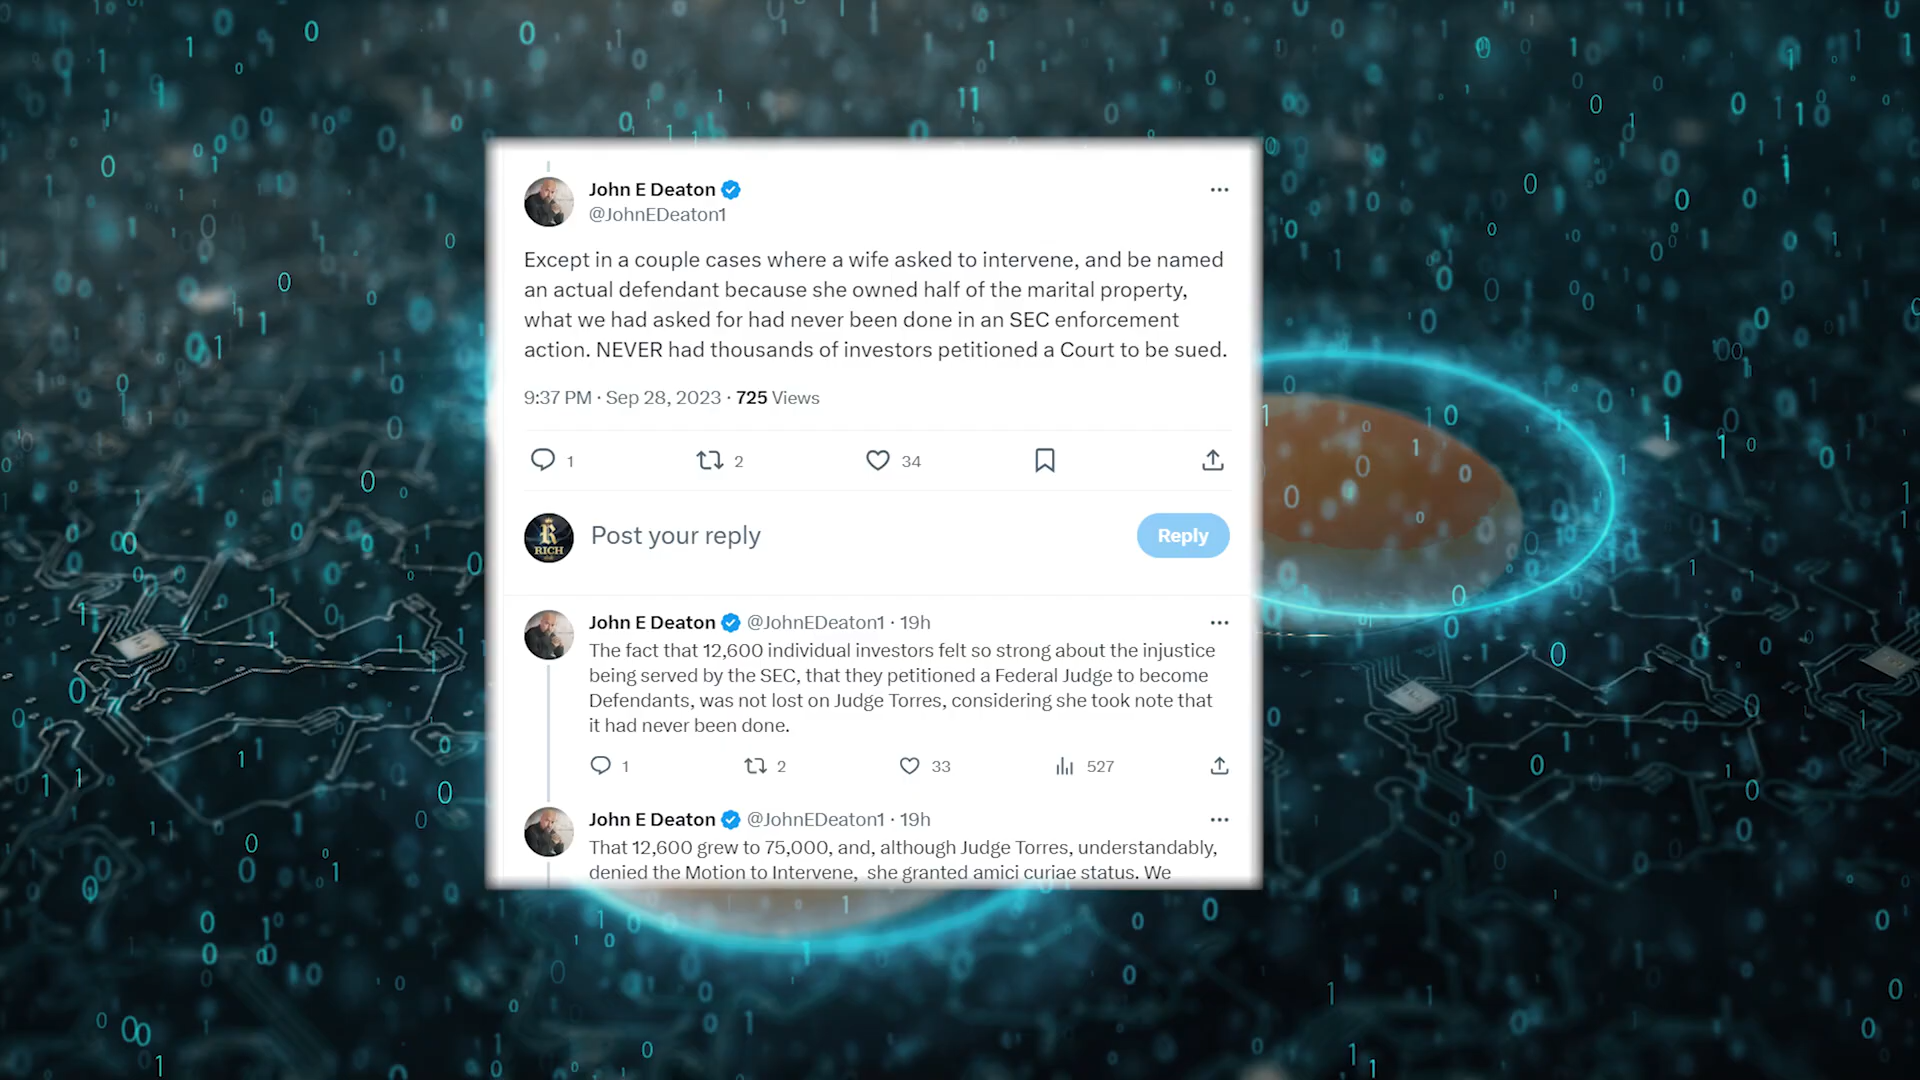 John E Deaton
@JohnEDeaton1
Except in a couple cases where a wife asked to intervene, and be named
an actual defendant because she owned half of the marital property,
what we had asked for had never been done in an SEC enforcement
action. NEVER had thousands of investors petitioned a Court to be sued.
9:37 PM · Sep 28, 2023 · 725 Views
1 2 34
RICH
Post your reply
Reply
John E Deaton @JohnEDeaton1 · 19h
The fact that 12,600 individual investors felt so strong about the injustice
being served by the SEC, that they petitioned a Federal Judge to become
Defendants, was not lost on Judge Torres, considering she took note that
it had never been done.
1 2 33 527
John E Deaton @JohnEDeaton1 · 19h
That 12,600 grew to 75,000, and, although Judge Torres, understandably,
denied the Motion to Intervene, she granted amici curiae status. We